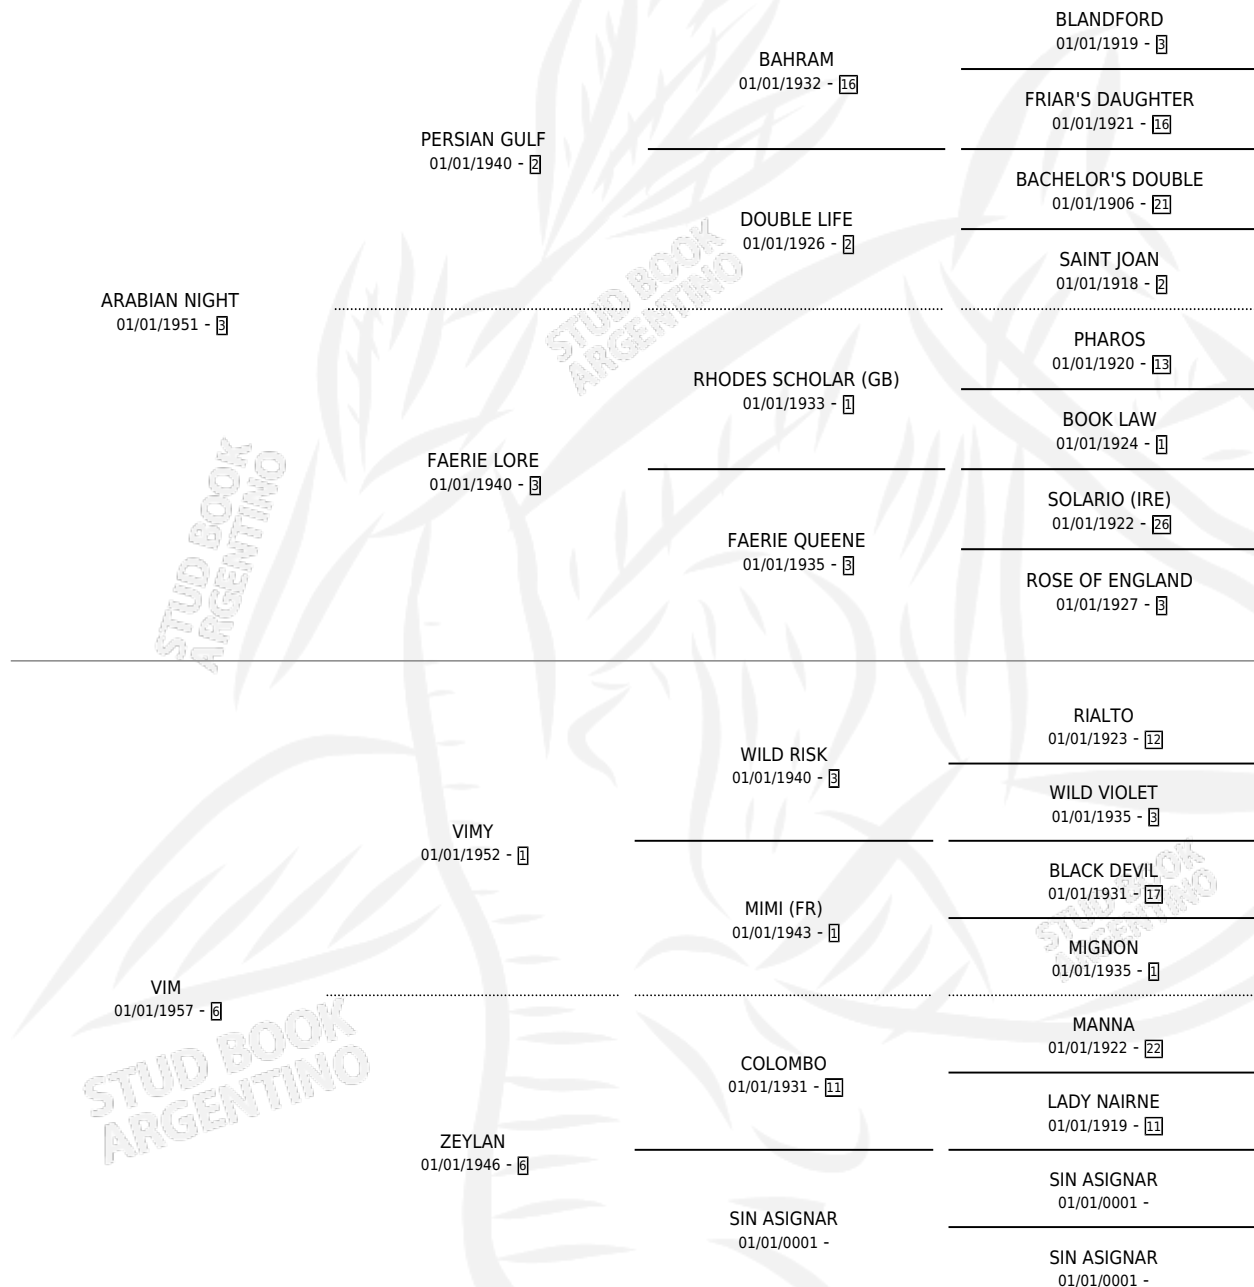 BLANDFORD
01/01/1919 - 3
BAHRAM
01/01/1932 - 16
FRIAR'S DAUGHTER
01/01/1921 - 16
PERSIAN GULF
01/01/1940 - 2
BACHELOR'S DOUBLE
01/01/1906 - 21
DOUBLE LIFE
01/01/1926 - 2
SAINT JOAN
01/01/1918 - 2
ARABIAN NIGHT
01/01/1951 - 3
PHAROS
01/01/1920 - 13
RHODES SCHOLAR (GB)
01/01/1933 - 1
BOOK LAW
01/01/1924 - 1
FAERIE LORE
01/01/1940 - 3
SOLARIO (IRE)
01/01/1922 - 26
FAERIE QUEENE
01/01/1935 - 3
ROSE OF ENGLAND
01/01/1927 - 3
RIALTO
01/01/1923 - 12
WILD RISK
01/01/1940 - 3
WILD VIOLET
01/01/1935 - 3
VIMY
01/01/1952 - 1
BLACK DEVIL
01/01/1931 - 17
MIMI (FR)
01/01/1943 - 1
MIGNON
01/01/1935 - 1
VIM
01/01/1957 - 6
MANNA
01/01/1922 - 22
COLOMBO
01/01/1931 - 11
LADY NAIRNE
01/01/1919 - 11
ZEYLAN
01/01/1946 - 6
SIN ASIGNAR
01/01/0001 -
SIN ASIGNAR
01/01/0001 -
SIN ASIGNAR
01/01/0001 -
STUD BOOK
ARGENTINO
STUD BOOK
ARGENTINO
STUD BOOK
ARGENTINO
STUD BOOK
ARGENTINO